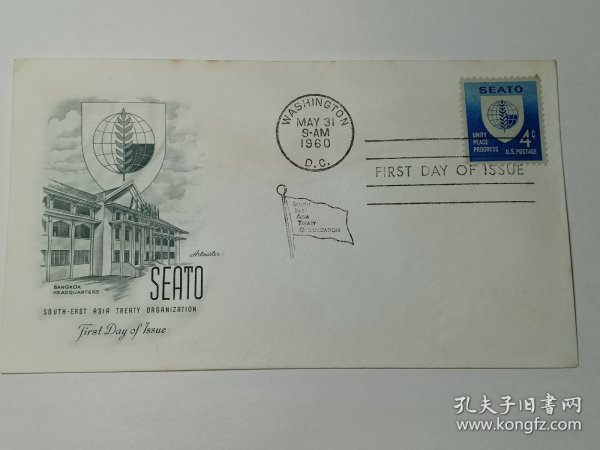 WASHINGTON
MAY 31
9-AM
1960
D.C.
SEATO
UNITY
PEACE
PROGRESS
4¢
U.S. POSTAGE
FIRST DAY OF ISSUE
SOUTH
EAST
ASIA
TREATY
ORGANIZATION
Artmaster
BANGKOK
HEADQUARTERS
SEATO
SOUTH-EAST ASIA TREATY ORGANIZATION
First Day of Issue
孔夫子旧书网
www.kongfz.com